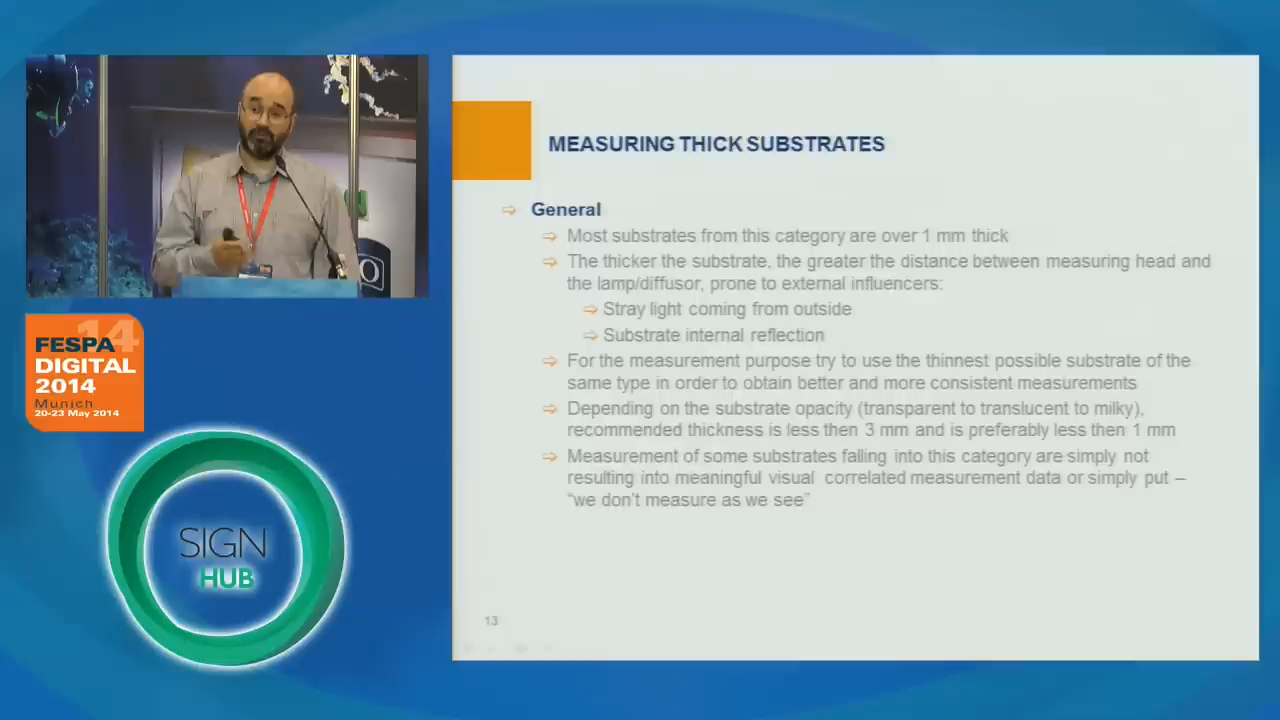 MEASURING THICK SUBSTRATES
General
Most substrates from this category are over 1 mm thick
The thicker the substrate, the greater the distance between measuring head and
the lamp/diffusor, prone to external influencers:
Stray light coming from outside
Substrate internal reflection
For the measurement purpose try to use the thinnest possible substrate of the
same type in order to obtain better and more consistent measurements
Depending on the substrate opacity (transparent to translucent to milky),
recommended thickness is less then 3 mm and is preferably less then 1 mm
Measurement of some substrates falling into this category are simply not
resulting into meaningful visual correlated measurement data or simply put –
“we don’t measure as we see”
13
FESPA 14
DIGITAL
2014
Munich
20-23 May 2014
SIGN
HUB